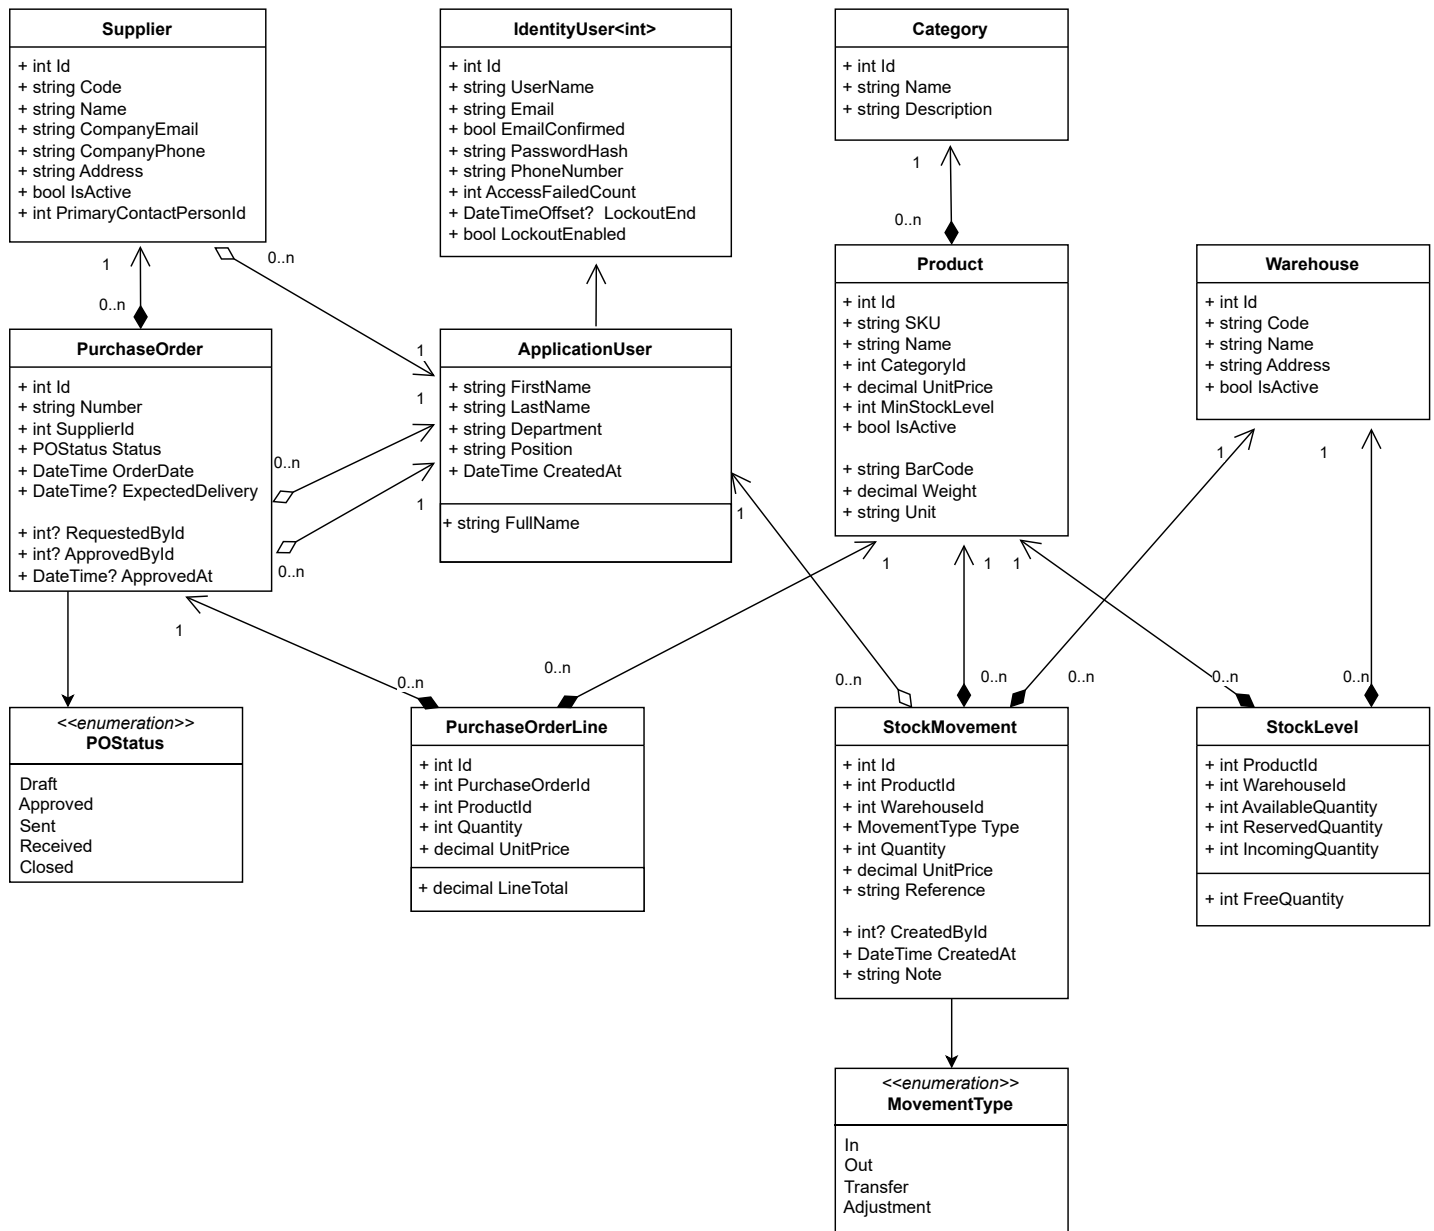 Supplier
+ int Id
+ string Code
+ string Name
+ string CompanyEmail
+ string CompanyPhone
+ string Address
+ bool IsActive
+ int PrimaryContactPersonId
IdentityUser<int>
+ int Id
+ string UserName
+ string Email
+ bool EmailConfirmed
+ string PasswordHash
+ string PhoneNumber
+ int AccessFailedCount
+ DateTimeOffset?  LockoutEnd
+ bool LockoutEnabled
Category
+ int Id
+ string Name
+ string Description
1
0..n
1
0..n
0..n
1
PurchaseOrder
+ int Id
+ string Number
+ int SupplierId
+ POStatus Status
+ DateTime OrderDate
+ DateTime? ExpectedDelivery
+ int? RequestedById
+ int? ApprovedById
+ DateTime? ApprovedAt
1
0..n
1
0..n
ApplicationUser
+ string FirstName
+ string LastName
+ string Department
+ string Position
+ DateTime CreatedAt
+ string FullName
1
Product
+ int Id
+ string SKU
+ string Name
+ int CategoryId
+ decimal UnitPrice
+ int MinStockLevel
+ bool IsActive
+ string BarCode
+ decimal Weight
+ string Unit
Warehouse
+ int Id
+ string Code
+ string Name
+ string Address
+ bool IsActive
1
1
1
1
1
1
0..n
0..n
0..n
0..n
0..n
0..n
0..n
<<enumeration>>
POStatus
Draft
Approved
Sent
Received
Closed
PurchaseOrderLine
+ int Id
+ int PurchaseOrderId
+ int ProductId
+ int Quantity
+ decimal UnitPrice
+ decimal LineTotal
StockMovement
+ int Id
+ int ProductId
+ int WarehouseId
+ MovementType Type
+ int Quantity
+ decimal UnitPrice
+ string Reference
+ int? CreatedById
+ DateTime CreatedAt
+ string Note
StockLevel
+ int ProductId
+ int WarehouseId
+ int AvailableQuantity
+ int ReservedQuantity
+ int IncomingQuantity
+ int FreeQuantity
<<enumeration>>
MovementType
In
Out
Transfer
Adjustment